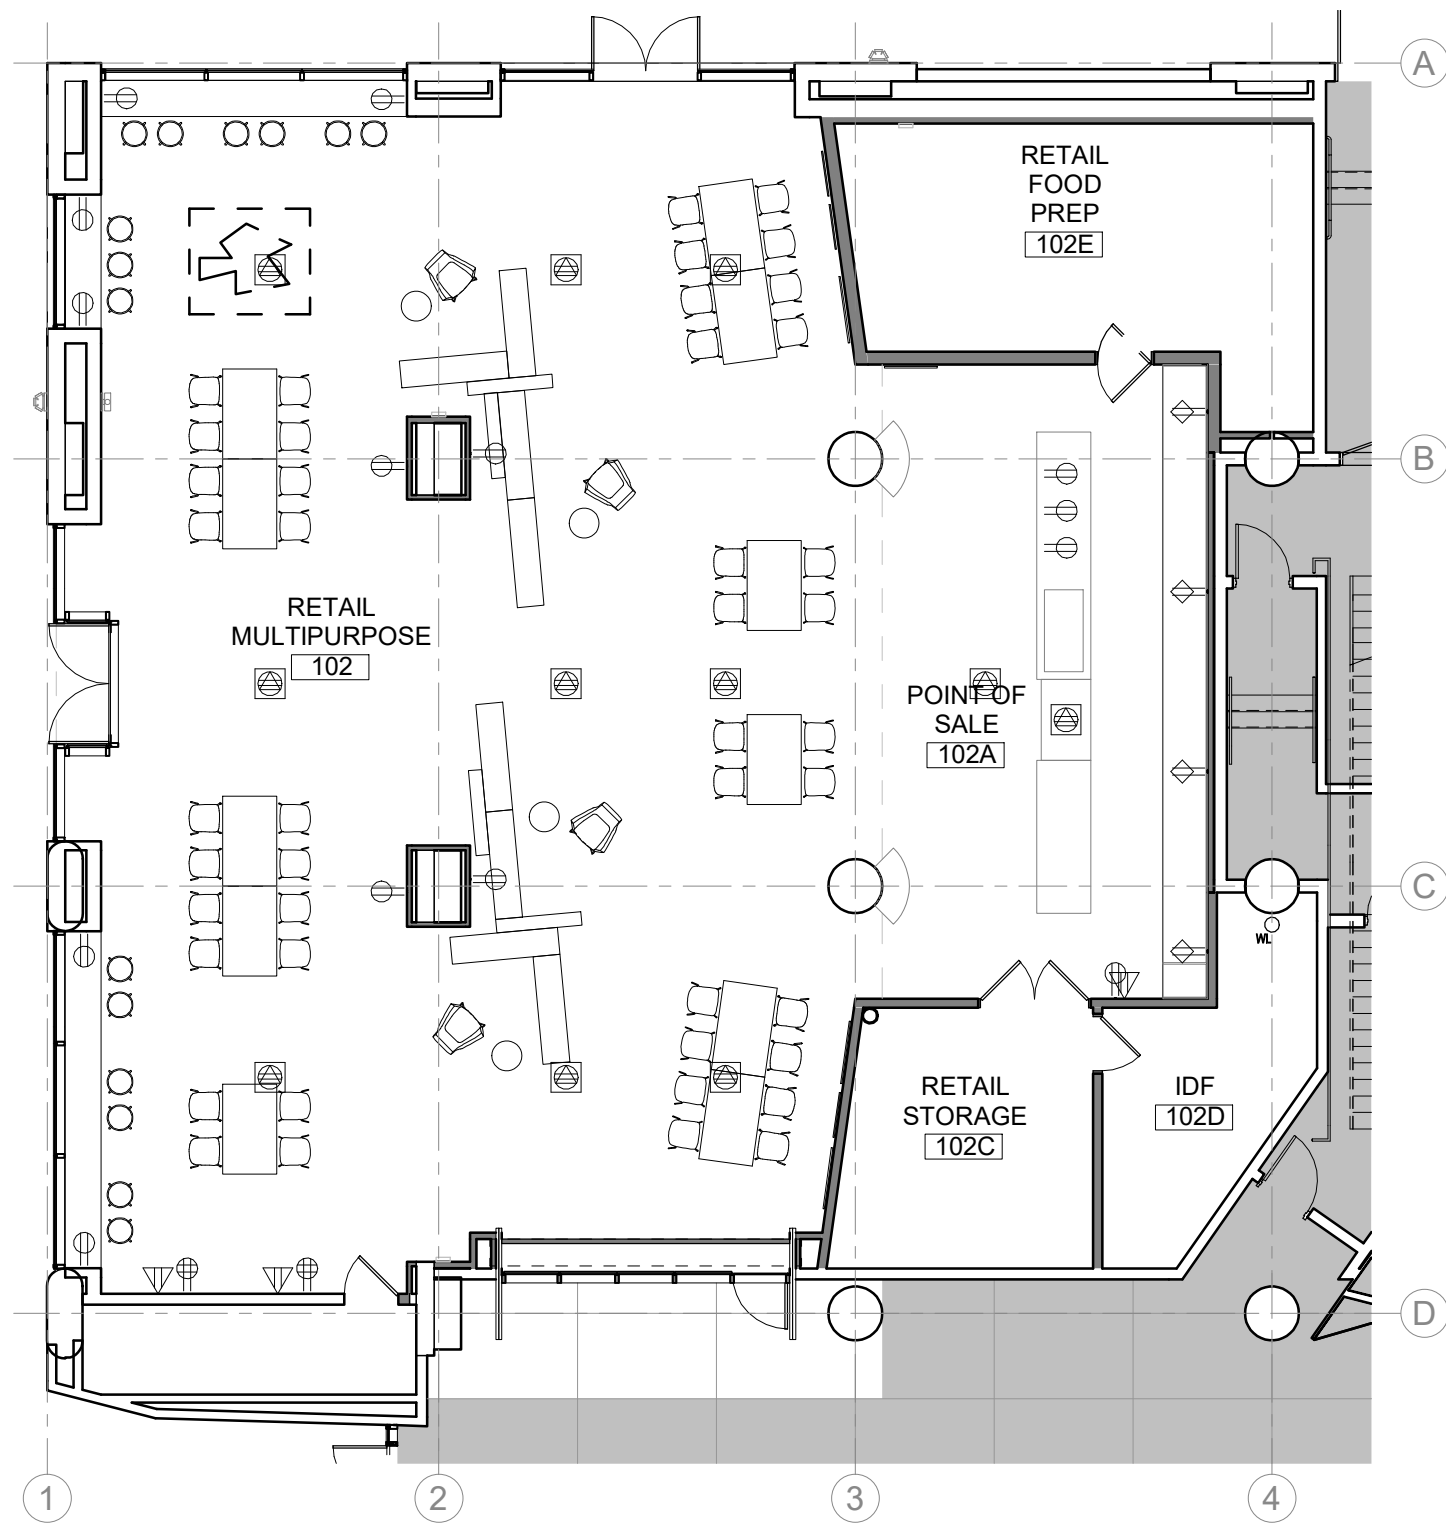 A
RETAIL
FOOD
PREP
102E
B
RETAIL
MULTIPURPOSE
102
POINT OF
SALE
102A
C
WL
RETAIL
STORAGE
102C
IDF
102D
D
1
2
3
4